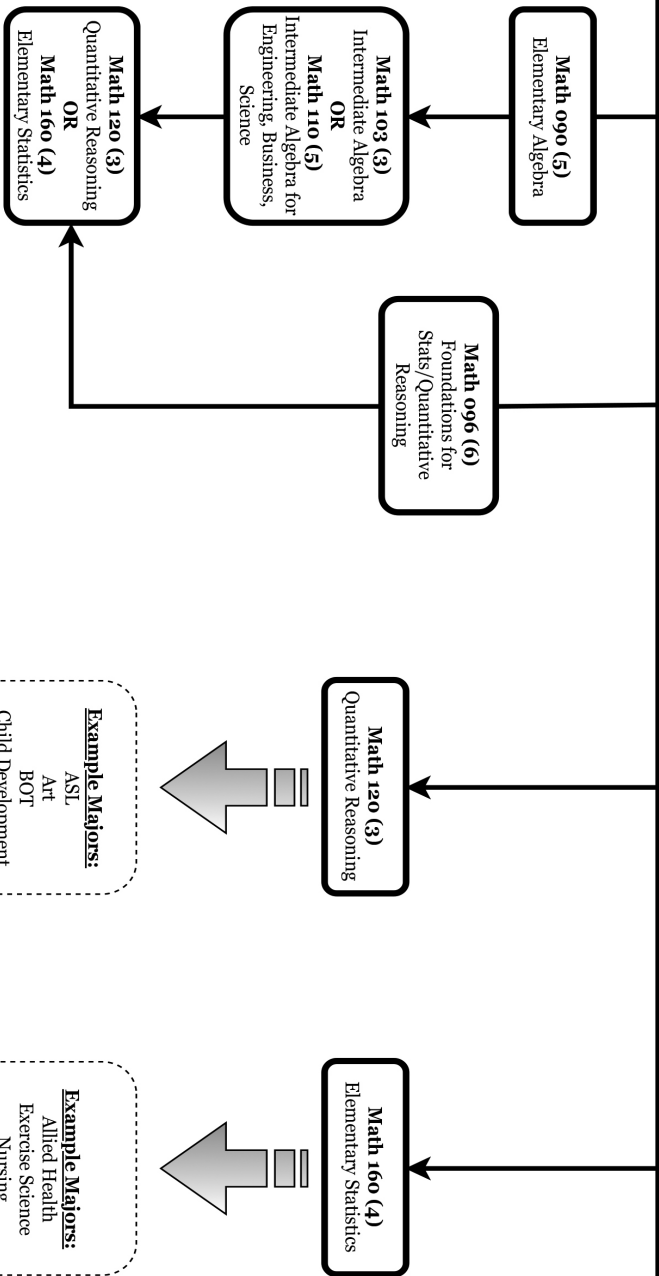 Math 090 (5)
Elementary Algebra
Math 103 (3)
Intermediate Algebra
OR
Math 110 (5)
Intermediate Algebra for
Engineering, Business,
Science
Math 120 (3)
Quantitative Reasoning
OR
Math 160 (4)
Elementary Statistics
Math 096 (6)
Foundations for
Stats/Quantitative
Reasoning
Math 120 (3)
Quantitative Reasoning
Example Majors:
ASL
Art
BOT
Child Development
Math 160 (4)
Elementary Statistics
Example Majors:
Allied Health
Exercise Science
Nursing